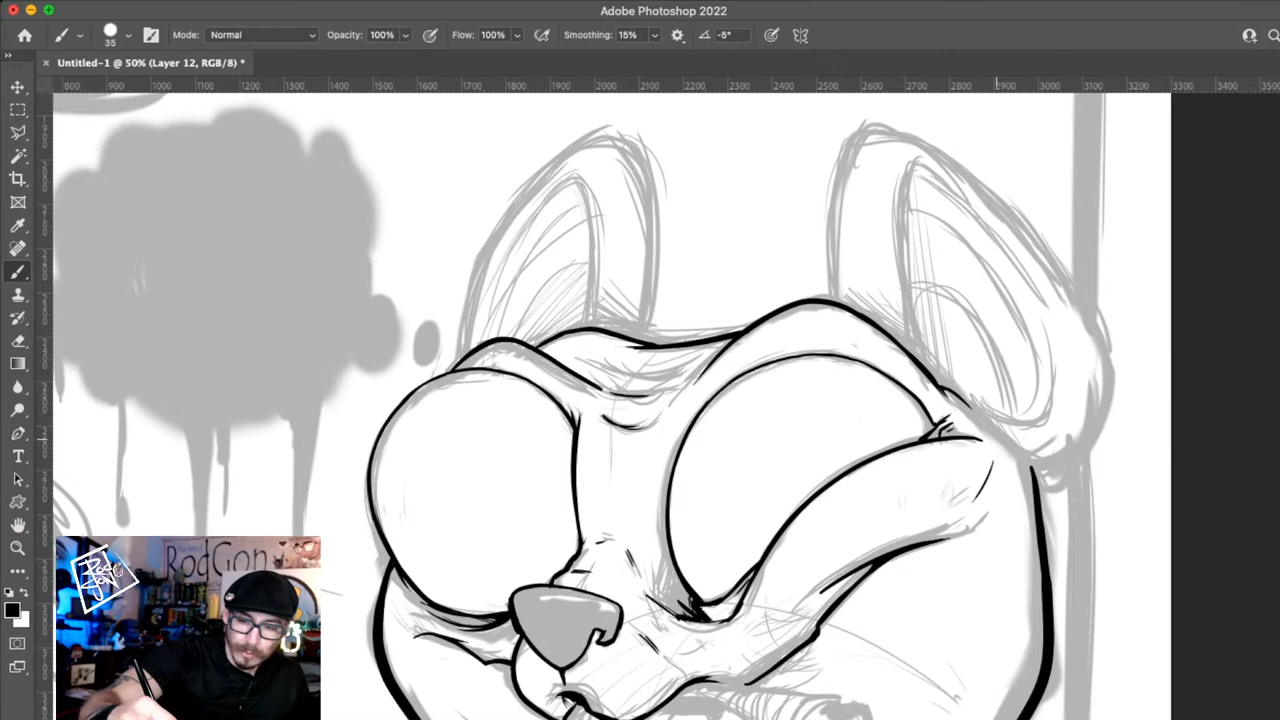 Adobe Photoshop 2022
35
Mode: Normal
Opacity: 100%
Flow: 100%
Smoothing: 15%
-5°
Untitled-1 @ 50% (Layer 12, RGB/8) *
800 900 1000 1100 1200 1300 1400 1500 1600 1700 1800 1900 2000 2100 2200 2300 2400 2500 2600 2700 2800 2900 3000 3100 3200 3300 3400
RodGon